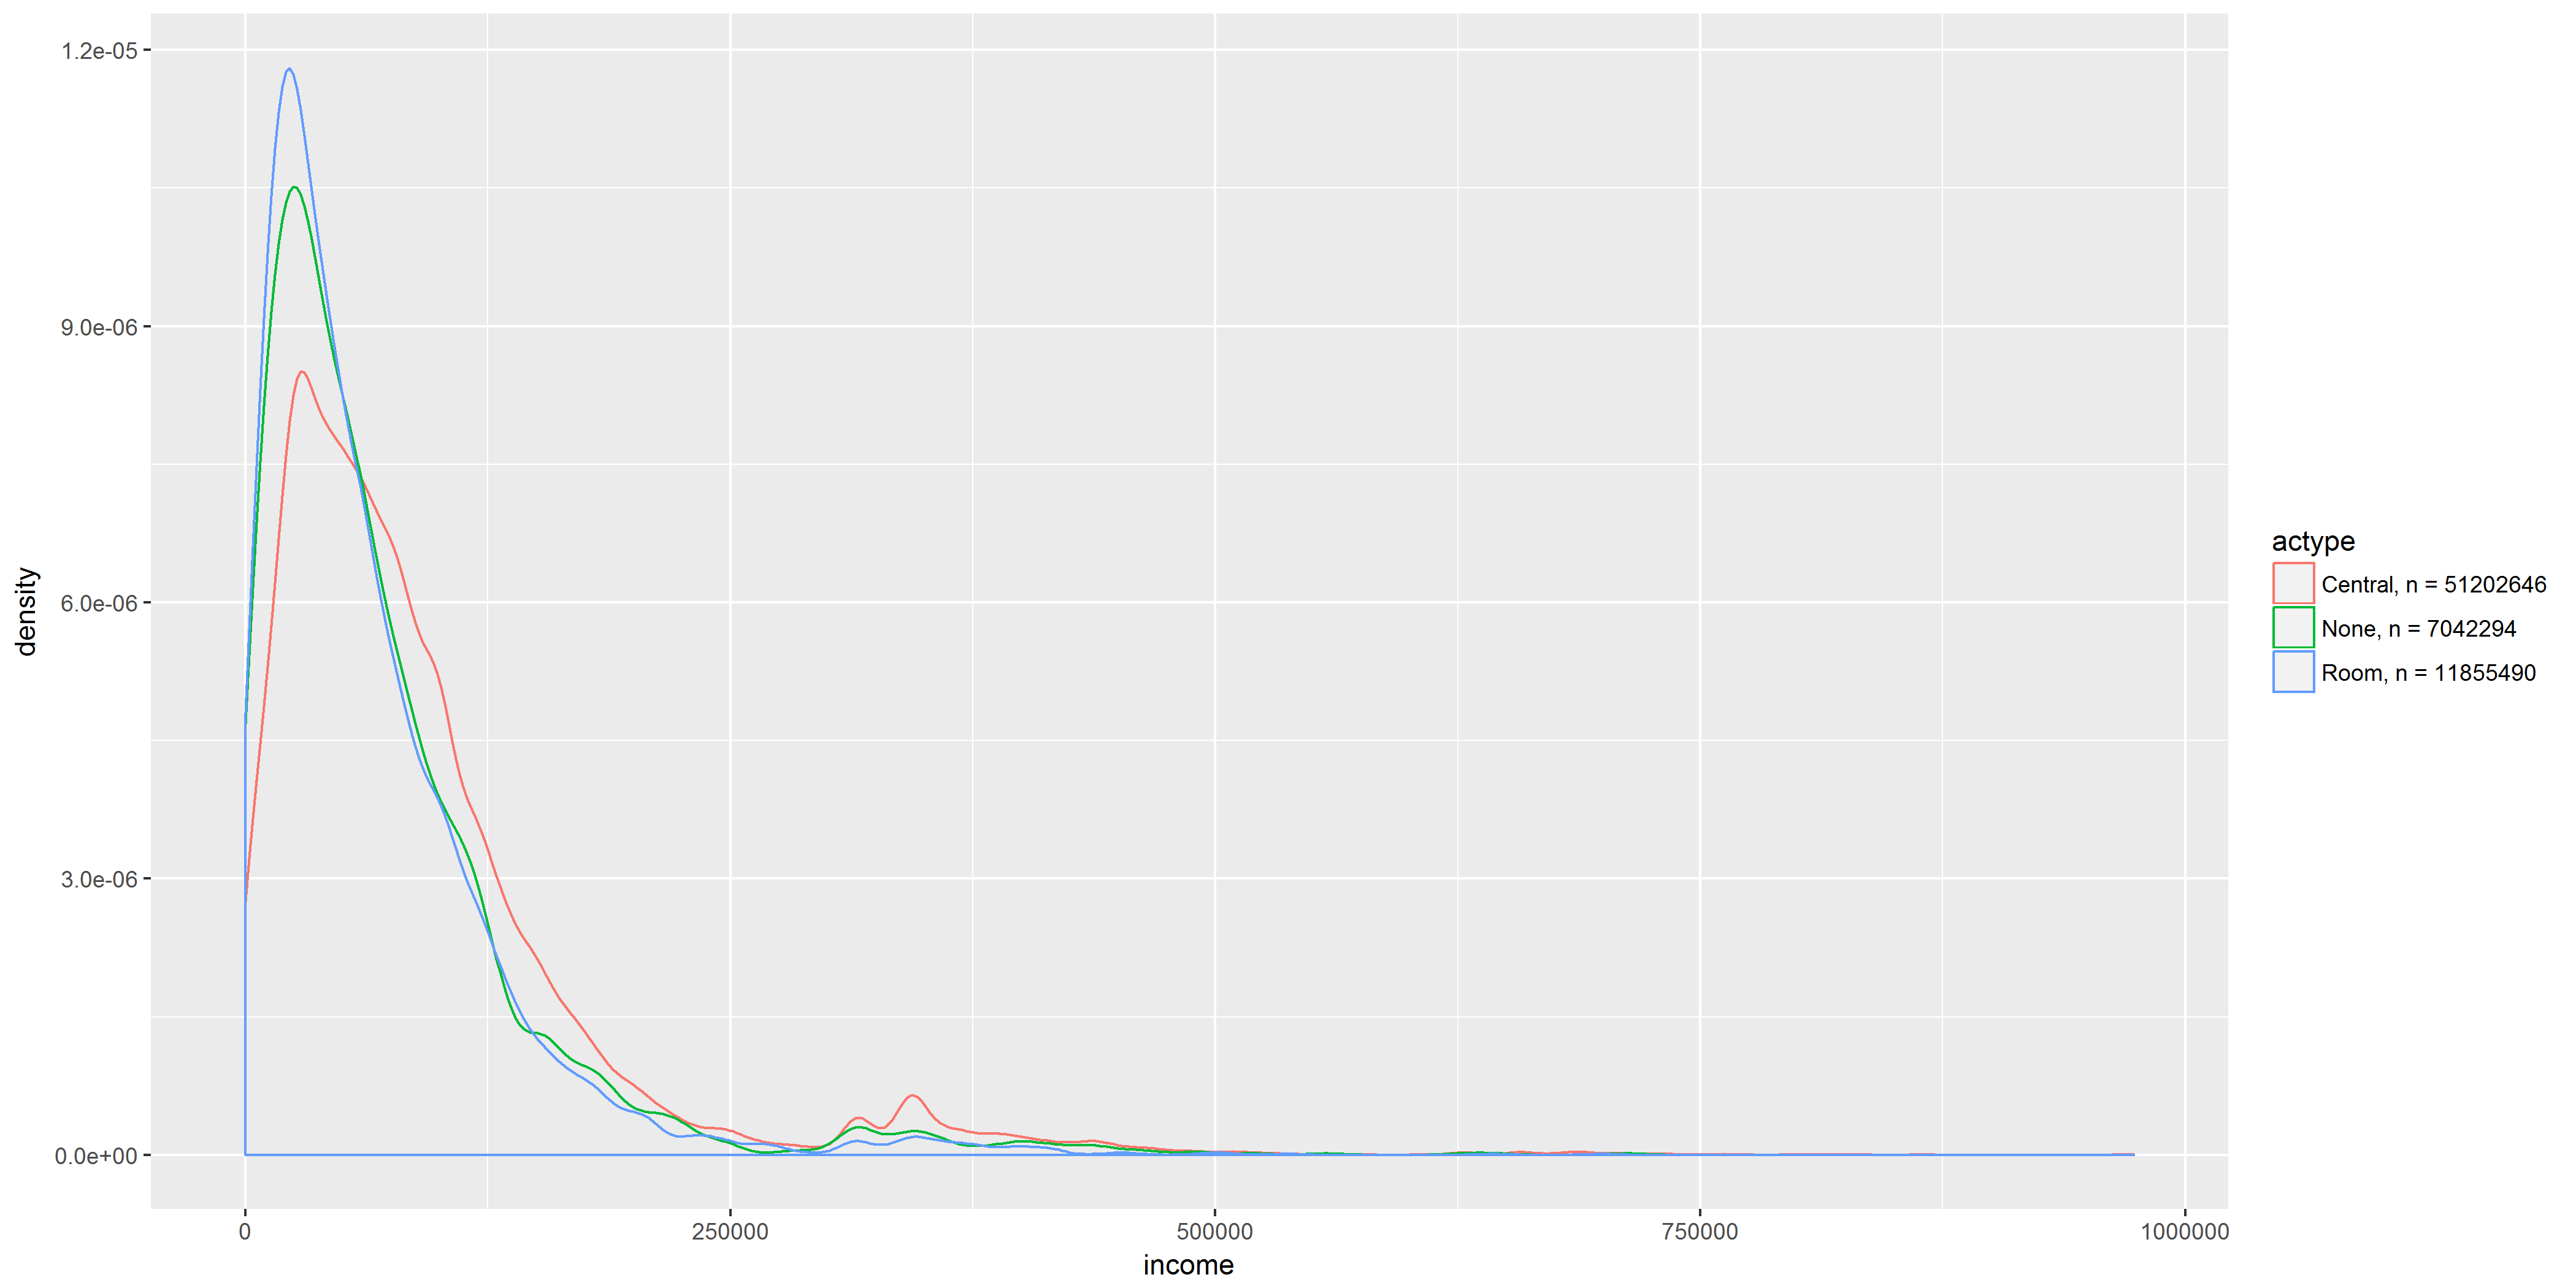 1.2e-05
9.0e-06
6.0e-06
3.0e-06
0.0e+00
density
0 250000 500000 750000 1000000
income
actype
Central, n = 51202646
None, n = 7042294
Room, n = 11855490